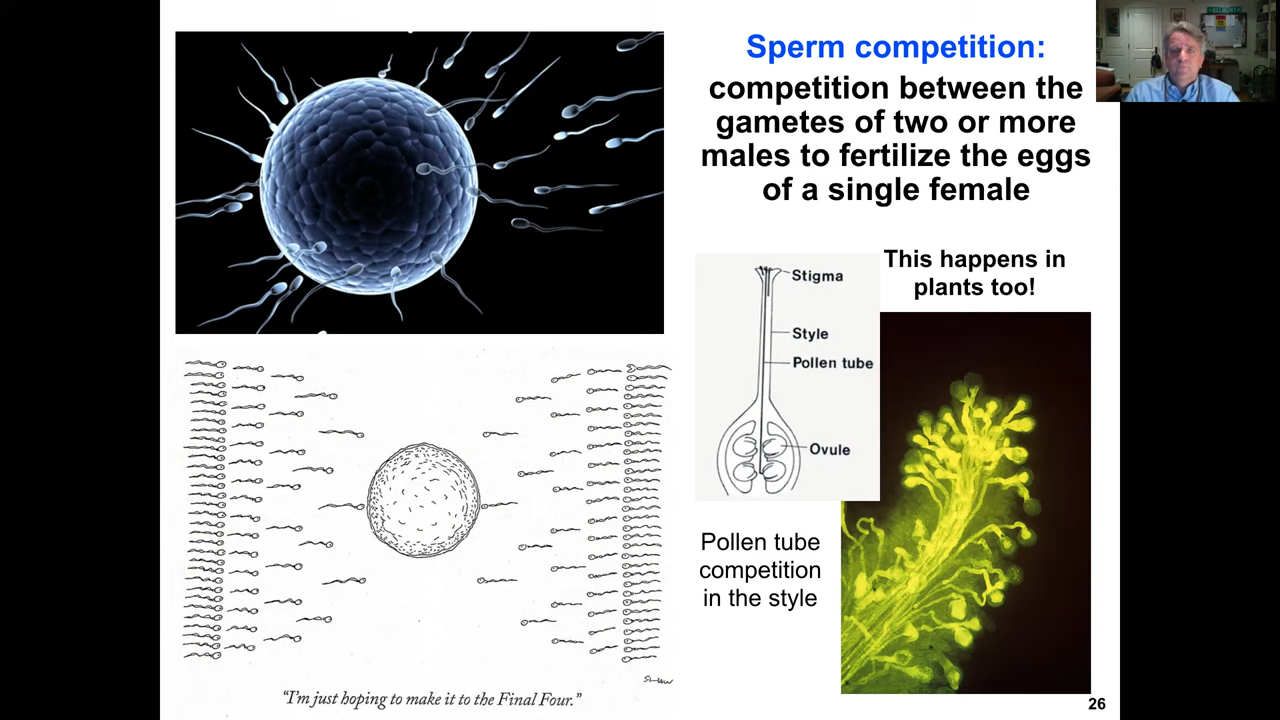 Sperm competition:
competition between the
gametes of two or more
males to fertilize the eggs
of a single female
This happens in
plants too!
Stigma
Style
Pollen tube
Ovule
Pollen tube
competition
in the style
"I'm just hoping to make it to the Final Four."
26